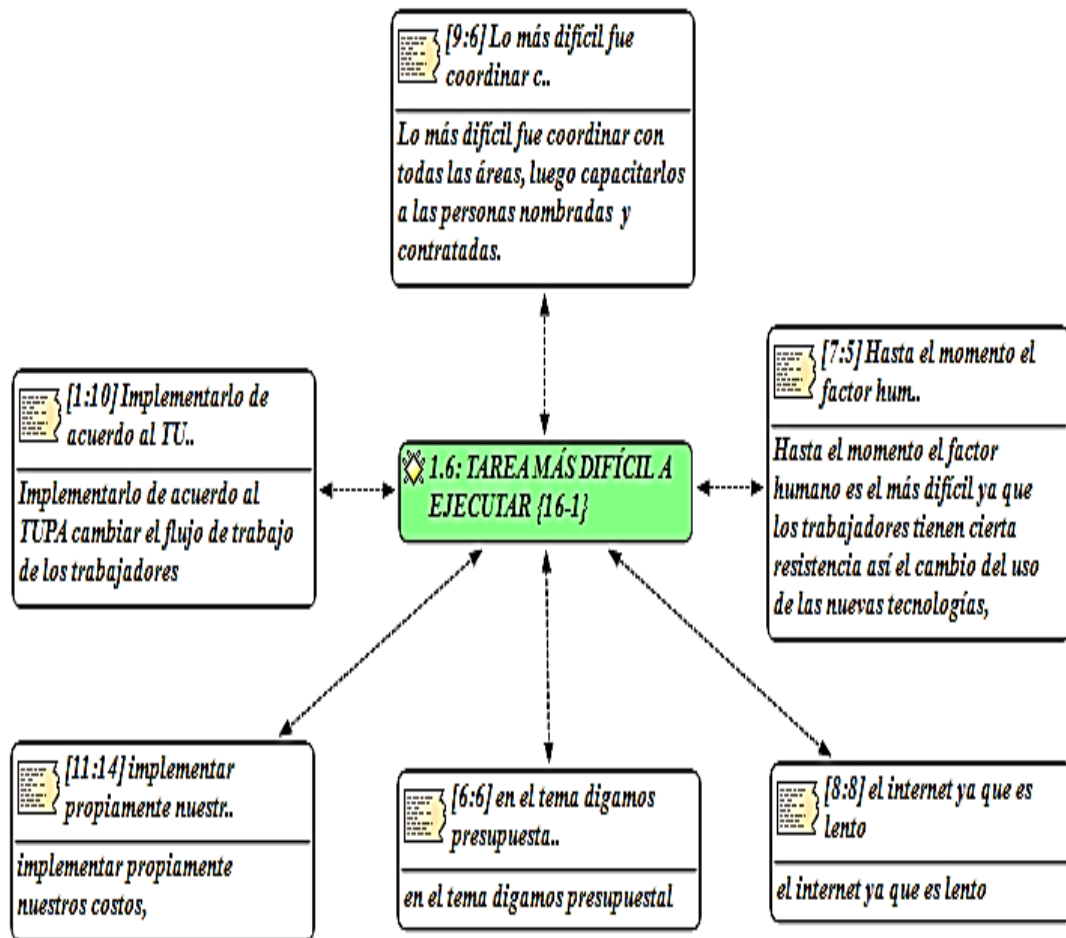 [9:6] Lo más difícil fue
coordinar c..
Lo más difícil fue coordinar con
todas las áreas, luego capacitarlos
a las personas nombradas y
contratadas.
[7:5] Hasta el momento el
factor hum..
Hasta el momento el factor
humano es el más difícil ya que
los trabajadores tienen cierta
resistencia así el cambio del uso
de las nuevas tecnologías,
[1:10] Implementarlo de
acuerdo al TU..
Implementarlo de acuerdo al
TUPA cambiar el flujo de trabajo
de los trabajadores
1.6: TAREA MÁS DIFÍCIL A
EJECUTAR {16-1}
[11:14] implementar
propiamente nuestr..
implementar propiamente
nuestros costos,
[6:6] en el tema digamos
presupuesta..
en el tema digamos presupuestal
[8:8] el internet ya que es
lento
el internet ya que es lento